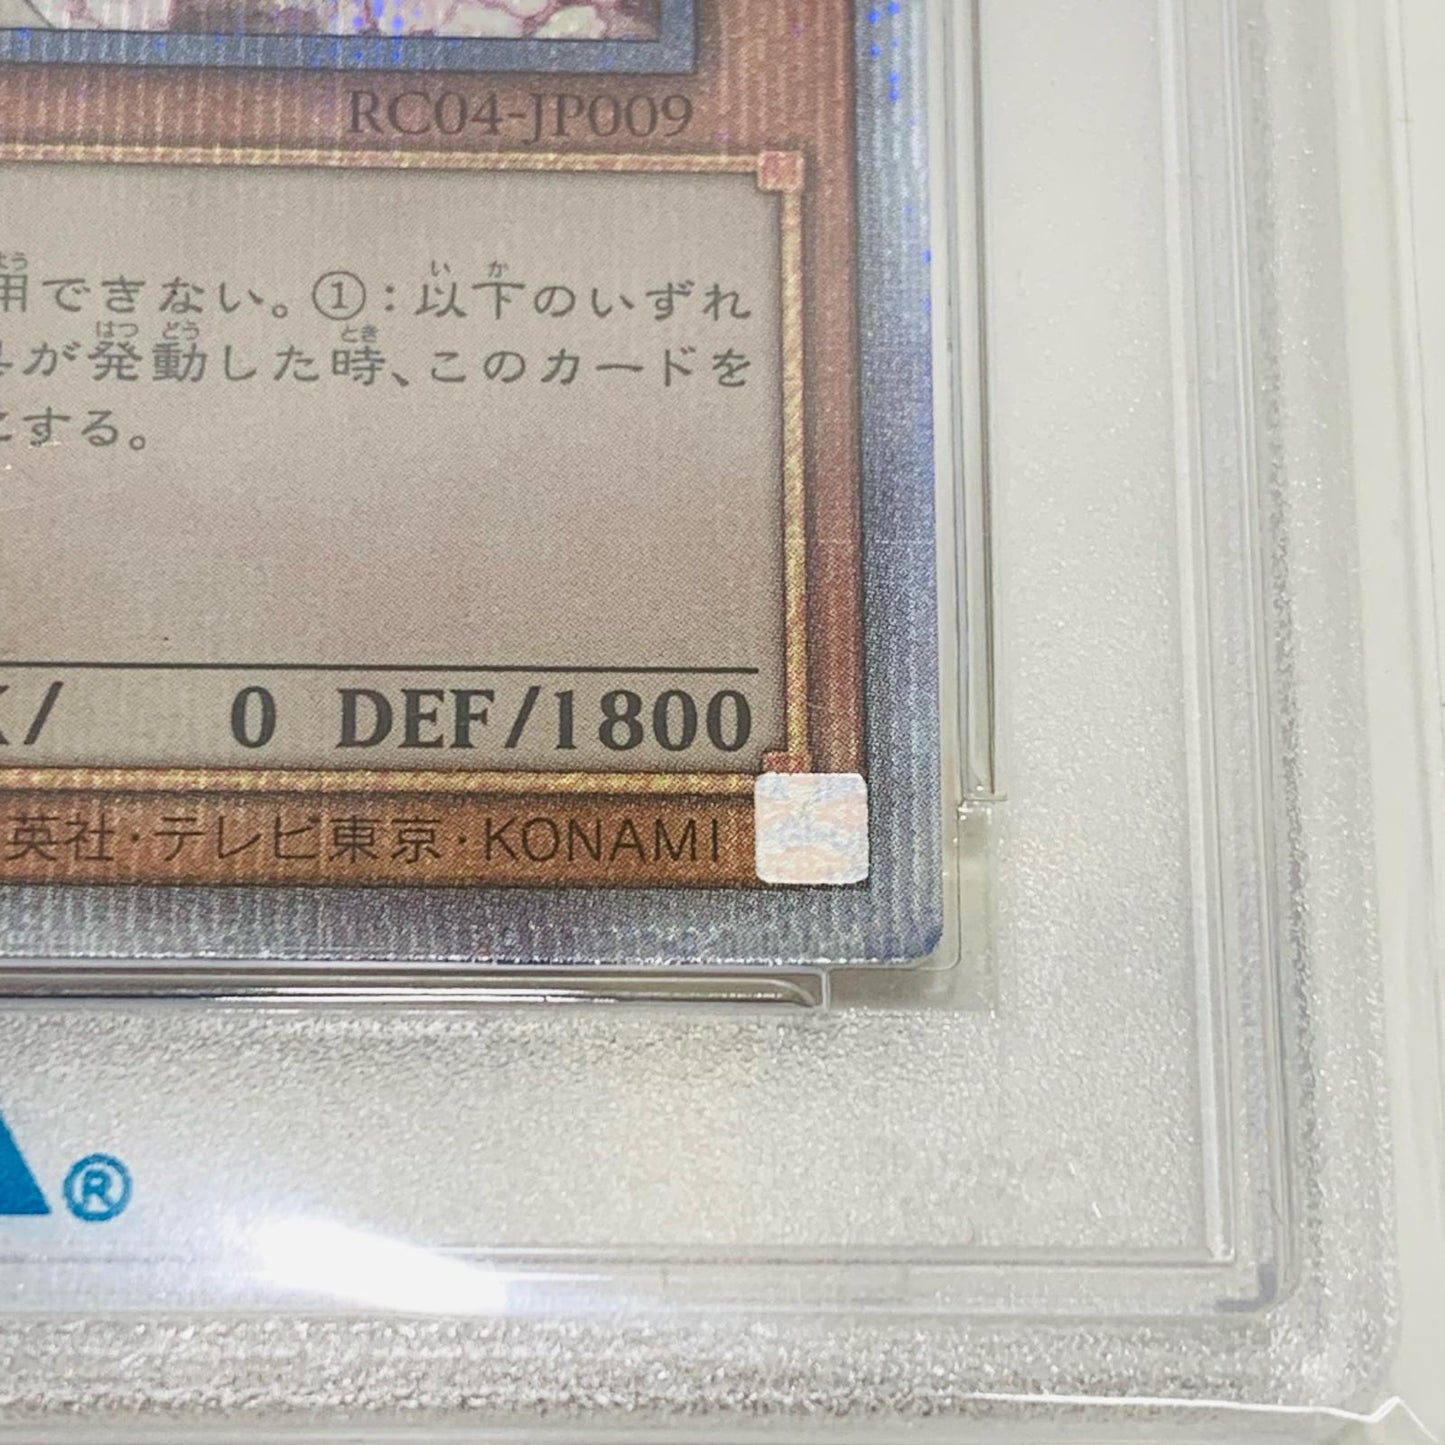 RC04-JP009
用できない。①：以下のいずれ
が発動した時、このカードを
する。
/ 0 DEF/1800
英社・テレビ東京・KONAMI
®